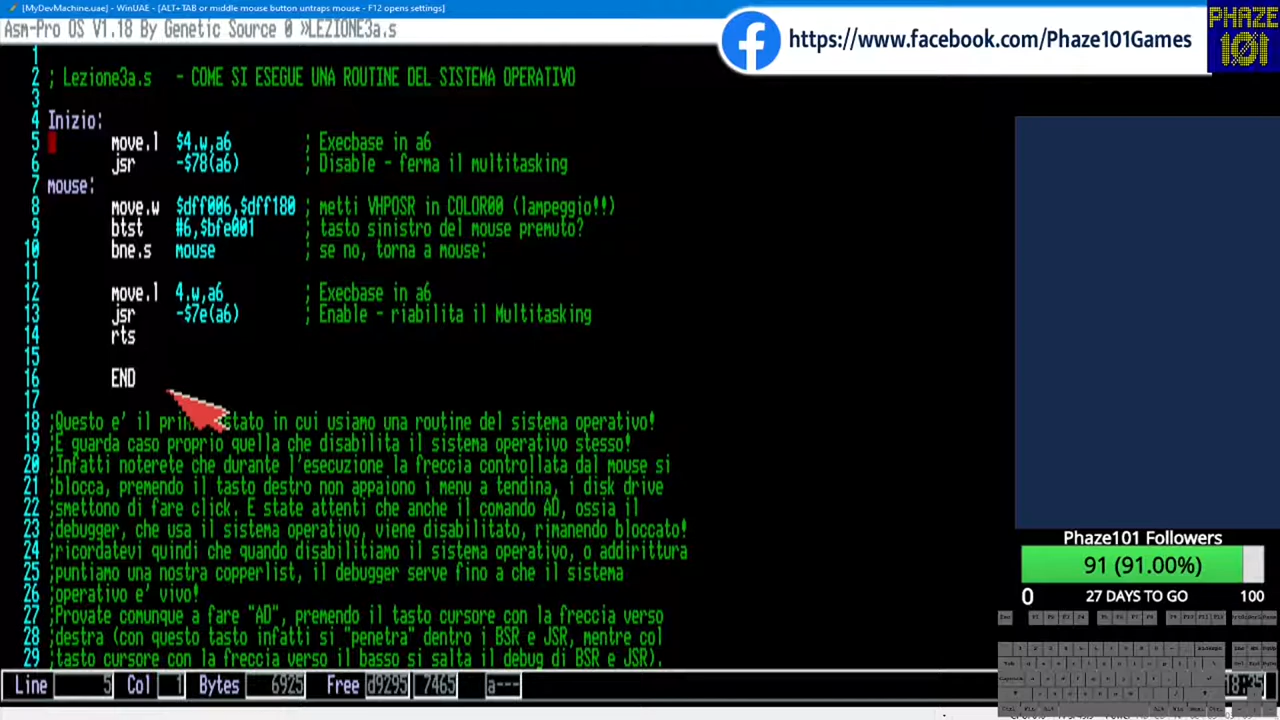 [MyDevMachine.uae] - WinUAE - [ALT+TAB or middle mouse button untraps mouse - F12 opens settings]
Asm-Pro OS V1.18 By Genetic Source 0 »LEZIONE3a.s
https://www.facebook.com/Phaze101Games
PHAZE
101
1
2 ; Lezione3a.s - COME SI ESEGUE UNA ROUTINE DEL SISTEMA OPERATIVO
3
4 Inizio:
5 move.l $4.w,a6 ; Execbase in a6
6 jsr -$78(a6) ; Disable - ferma il multitasking
7 mouse:
8 move.w $dff006,$dff180 ; metti VHPOSR in COLOR00 (lampeggio!!)
9 btst #6,$bfe001 ; tasto sinistro del mouse premuto?
10 bne.s mouse ; se no, torna a mouse:
11
12 move.l 4.w,a6 ; Execbase in a6
13 jsr -$7e(a6) ; Enable - riabilita il Multitasking
14 rts
15
16 END
17
18 ;Questo e' il stato in cui usiamo una routine del sistema operativo!
19 ;E guarda caso proprio quella che disabilita il sistema operativo stesso!
20 ;Infatti noterete che durante l'esecuzione la freccia controllata dal mouse si
21 ;blocca, premendo il tasto destro non appaiono i menu a tendina, i disk drive
22 ;smettono di fare click. E state attenti che anche il comando AD, ossia il
23 ;debugger, che usa il sistema operativo, viene disabilitato, rimanendo bloccato!
24 ;ricordatevi quindi che quando disabilitiamo il sistema operativo, o addirittura
25 ;puntiamo una nostra copperlist, il debugger serve fino a che il sistema
26 ;operativo e' vivo!
27 ;Provate comunque a fare "AD", premendo il tasto cursore con la freccia verso
28 ;destra (con questo tasto infatti si "penetra" dentro i BSR e JSR, mentre col
29 ;tasto cursore con la freccia verso il basso si salta il debug di BSR e JSR).
Phaze101 Followers
91 (91.00%)
0 27 DAYS TO GO 100
Line 5 Col 1 Bytes 6925 Free d9295 7465 a---